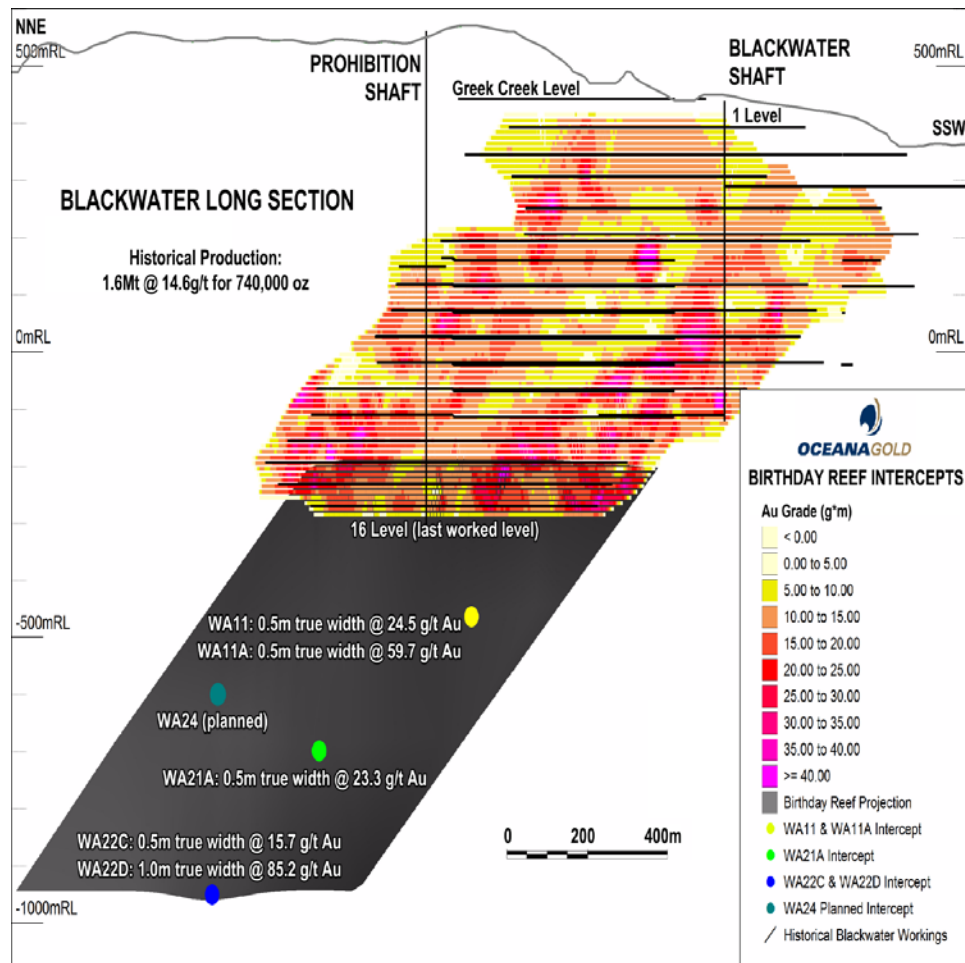 NNE
500mRL
PROHIBITION
SHAFT
BLACKWATER
SHAFT
500mRL
Greek Creek Level
1 Level
SSW
BLACKWATER LONG SECTION
Historical Production:
1.6Mt @ 14.6g/t for 740,000 oz
0mRL
0mRL
16 Level (last worked level)
-500mRL
WA11: 0.5m true width @ 24.5 g/t Au
WA11A: 0.5m true width @ 59.7 g/t Au
WA24 (planned)
WA21A: 0.5m true width @ 23.3 g/t Au
WA22C: 0.5m true width @ 15.7 g/t Au
WA22D: 1.0m true width @ 85.2 g/t Au
-1000mRL
0 200 400m
OCEANAGOLD
BIRTHDAY REEF INTERCEPTS
Au Grade (g*m)
< 0.00
0.00 to 5.00
5.00 to 10.00
10.00 to 15.00
15.00 to 20.00
20.00 to 25.00
25.00 to 30.00
30.00 to 35.00
35.00 to 40.00
>= 40.00
Birthday Reef Projection
WA11 & WA11A Intercept
WA21A Intercept
WA22C & WA22D Intercept
WA24 Planned Intercept
Historical Blackwater Workings